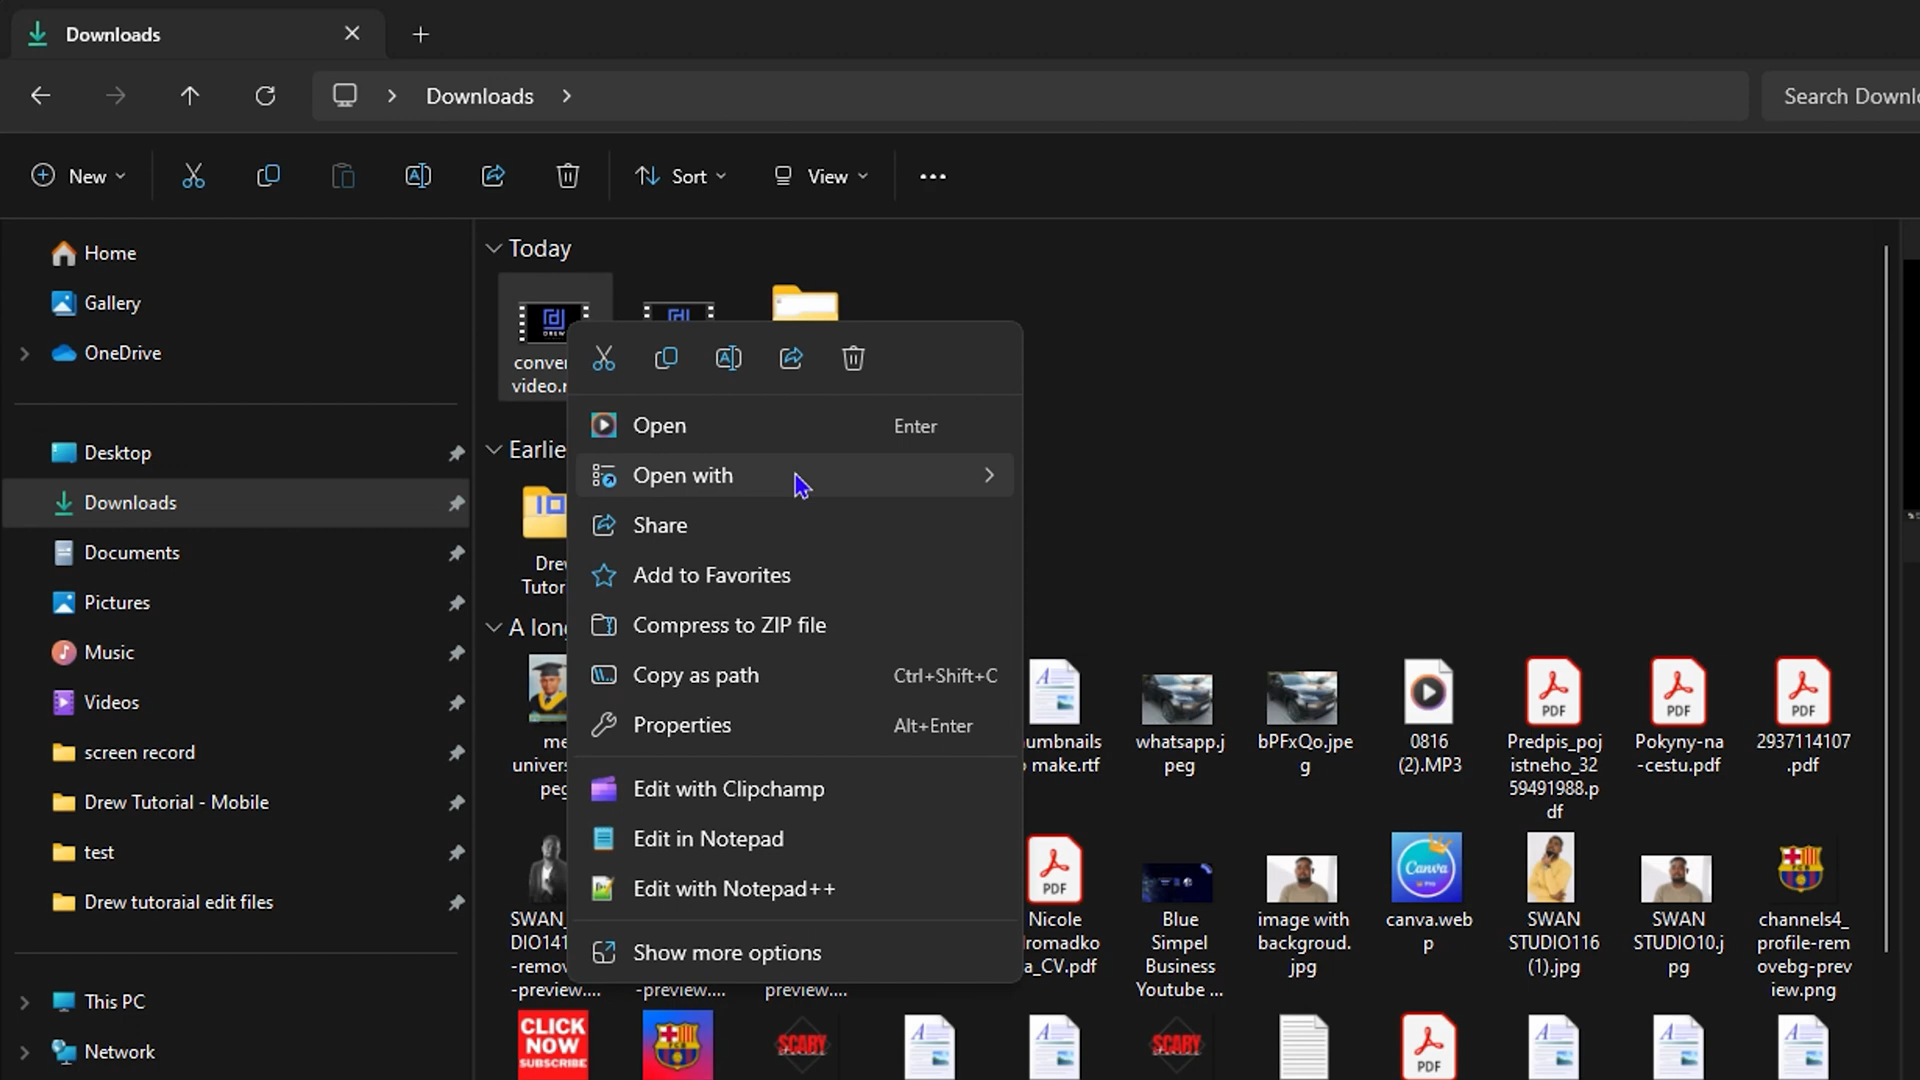 Downloads
Downloads
Search Downl
New
Sort
View
Home
Gallery
OneDrive
Desktop
Downloads
Documents
Pictures
Music
Videos
screen record
Drew Tutorial - Mobile
test
Drew tutoraial edit files
This PC
Network
Today
conver
video.
Open Enter
Open with
Share
Add to Favorites
Compress to ZIP file
Copy as path Ctrl+Shift+C
Properties Alt+Enter
Edit with Clipchamp
Edit in Notepad
Edit with Notepad++
Show more options
Earlie
Dre
Tutor
A lon
me
univers
peg
umbnails
make.rtf
whatsapp.j
peg
bPFxQo.jpe
g
0816
(2).MP3
Predpis_poj
istneho_32
59491988.p
df
Pokyny-na
-cestu.pdf
2937114107
.pdf
SWAN_
DIO141
-remov
-preview....
-preview....
preview....
Nicole
romadko
a_CV.pdf
Blue
Simpel
Business
Youtube ...
image with
backgroud.
jpg
canva.web
p
SWAN
STUDIO116
(1).jpg
SWAN
STUDIO10.j
pg
channels4_
profile-rem
ovebg-prev
iew.png
PDF
PDF
PDF
PDF
Canva
CLICK
NOW
SUBSCRIBE
SCARY
SCARY
PDF